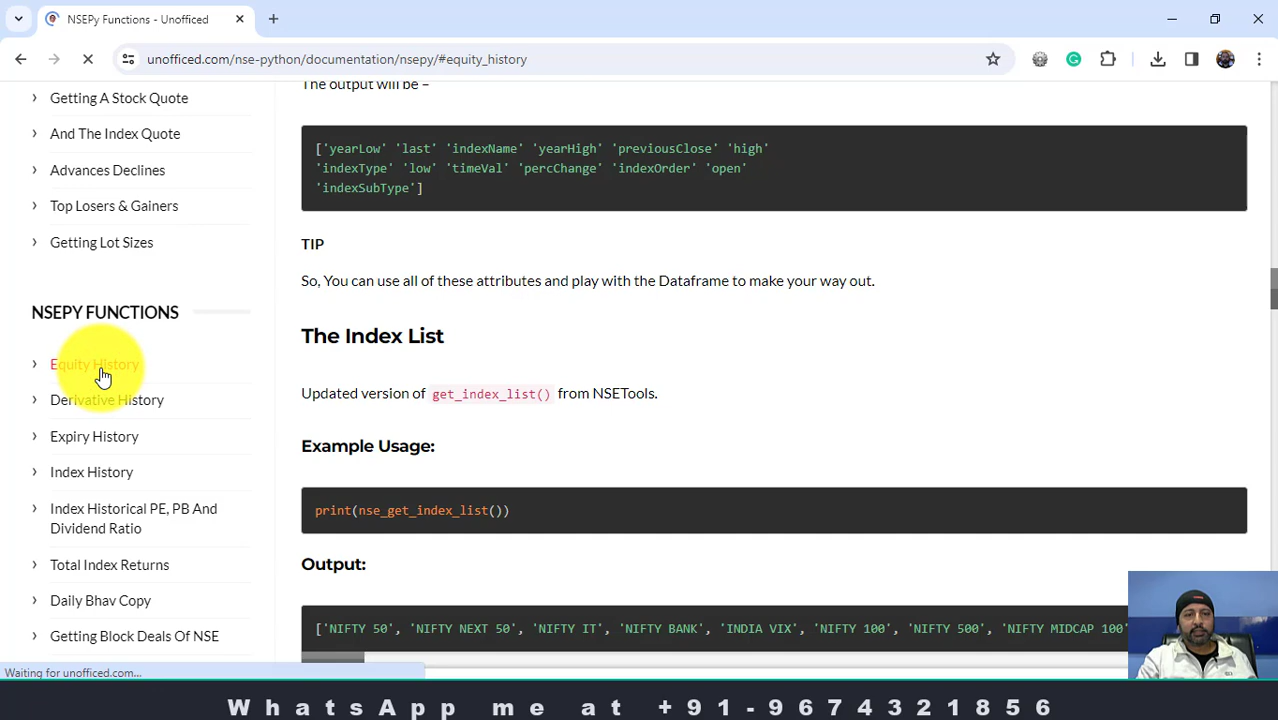 NSEPy Functions - Unofficed
unofficed.com/nse-python/documentation/nsepy/#equity_history
Getting A Stock Quote
And The Index Quote
Advances Declines
Top Losers & Gainers
Getting Lot Sizes
NSEPY FUNCTIONS
Equity History
Derivative History
Expiry History
Index History
Index Historical PE, PB And
Dividend Ratio
Total Index Returns
Daily Bhav Copy
Getting Block Deals Of NSE
The output will be –
['yearLow' 'last' 'indexName' 'yearHigh' 'previousClose' 'high'
'indexType' 'low' 'timeVal' 'percChange' 'indexOrder' 'open'
'indexSubType']
TIP
So, You can use all of these attributes and play with the Dataframe to make your way out.
The Index List
Updated version of get_index_list() from NSETools.
Example Usage:
print(nse_get_index_list())
Output:
['NIFTY 50', 'NIFTY NEXT 50', 'NIFTY IT', 'NIFTY BANK', 'INDIA VIX', 'NIFTY 100', 'NIFTY 500', 'NIFTY MIDCAP 100'
Waiting for unofficed.com...
WhatsApp me at +91-9674321856